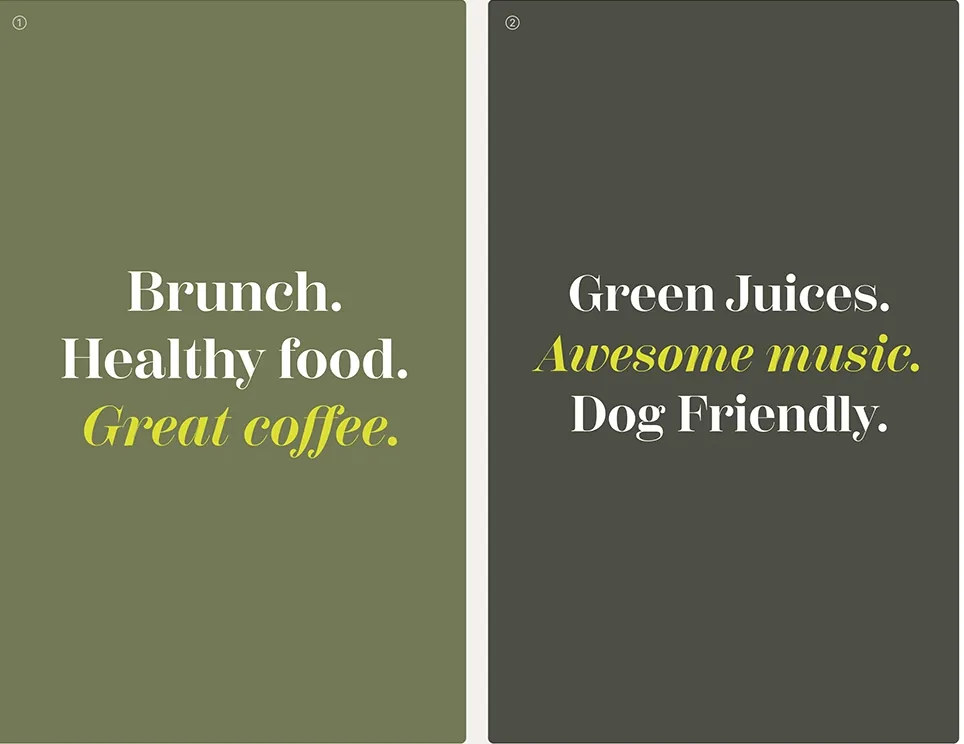 ①
Brunch.
Healthy food.
Great coffee.
②
Green Juices.
Awesome music.
Dog Friendly.